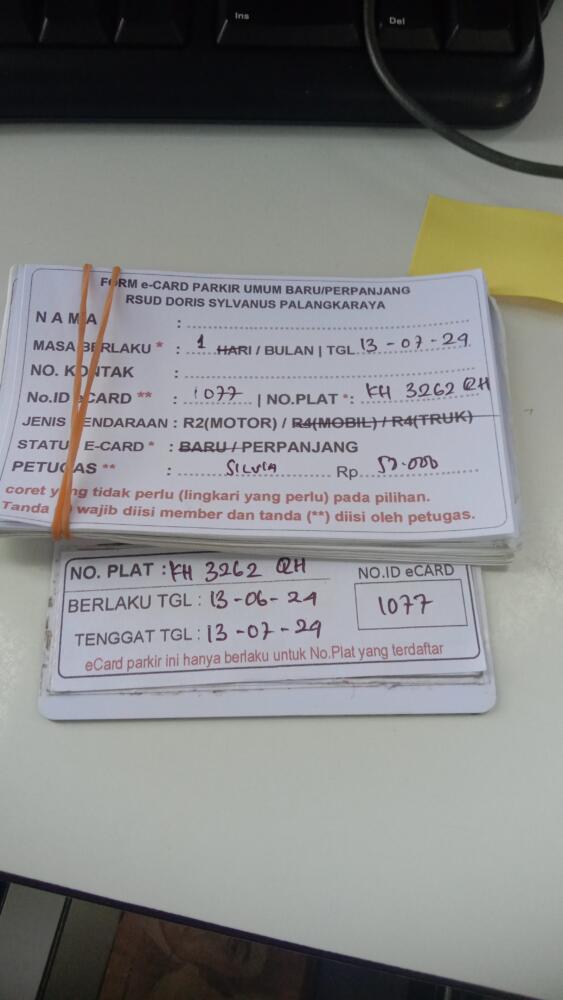 Ins
Del
FORM e-CARD PARKIR UMUM BARU/PERPANJANG
RSUD DORIS SYLVANUS PALANGKARAYA
NAMA :
MASA BERLAKU * : 1 HARI / BULAN | TGL 13 - 07 - 24
NO. KONTAK :
No.ID eCARD ** : 1077 | NO.PLAT *: KH 3262 QH
JENIS KENDARAAN : R2(MOTOR) / R4(MOBIL) / R4(TRUK)
STATUS E-CARD * : BARU / PERPANJANG
PETUGAS ** : SILVIA Rp. 50.000
coret yang tidak perlu (lingkari yang perlu) pada pilihan.
Tanda wajib diisi member dan tanda (**) diisi oleh petugas.
NO. PLAT : KH 3262 QH
NO.ID eCARD
1077
BERLAKU TGL : 13 - 06 - 24
TENGGAT TGL : 13 - 07 - 24
eCard parkir ini hanya berlaku untuk No.Plat yang terdaftar